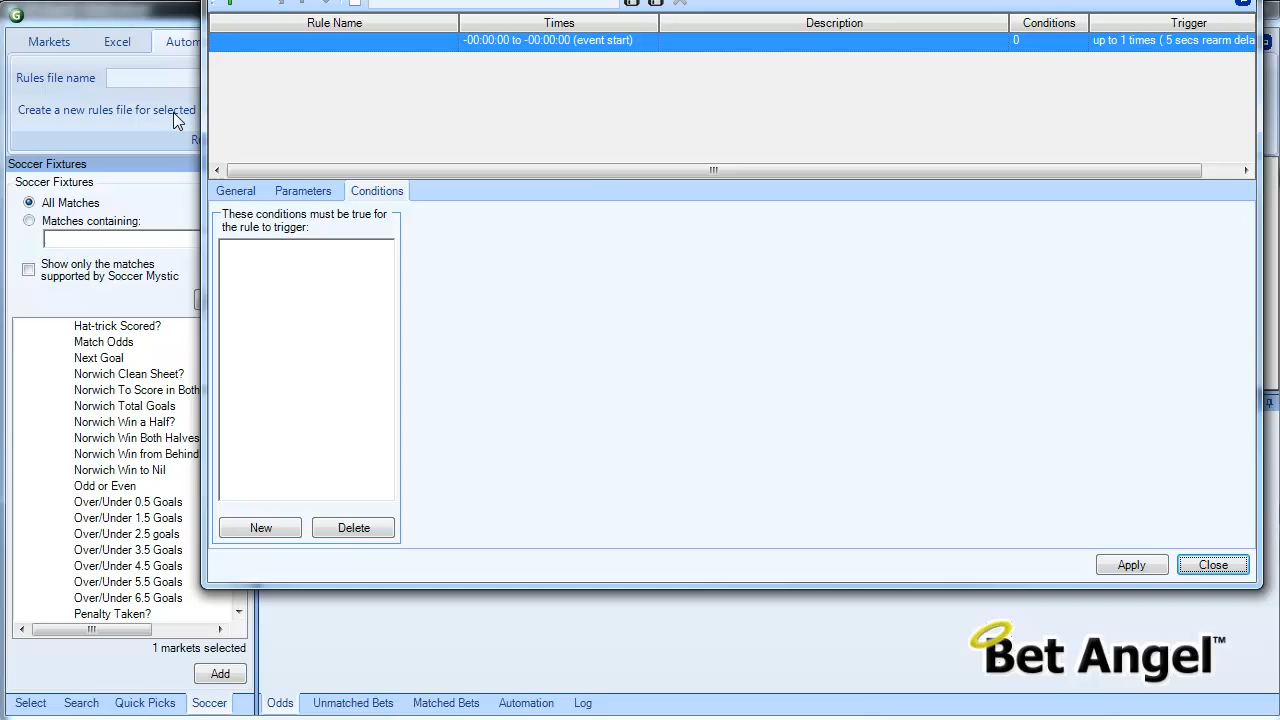 G
Markets
Excel
Autom
Rules file name
Create a new rules file for selected
Soccer Fixtures
Soccer Fixtures
All Matches
Matches containing:
Show only the matches
supported by Soccer Mystic
Hat-trick Scored?
Match Odds
Next Goal
Norwich Clean Sheet?
Norwich To Score in Both
Norwich Total Goals
Norwich Win a Half?
Norwich Win Both Halves
Norwich Win from Behind
Norwich Win to Nil
Odd or Even
Over/Under 0.5 Goals
Over/Under 1.5 Goals
Over/Under 2.5 goals
Over/Under 3.5 Goals
Over/Under 4.5 Goals
Over/Under 5.5 Goals
Over/Under 6.5 Goals
Penalty Taken?
1 markets selected
Add
Select
Search
Quick Picks
Soccer
Rule Name
Times
Description
Conditions
Trigger
-00:00:00 to -00:00:00 (event start)
0
up to 1 times ( 5 secs rearm dela
General
Parameters
Conditions
These conditions must be true for
the rule to trigger:
New
Delete
Apply
Close
Bet Angel™
Odds
Unmatched Bets
Matched Bets
Automation
Log